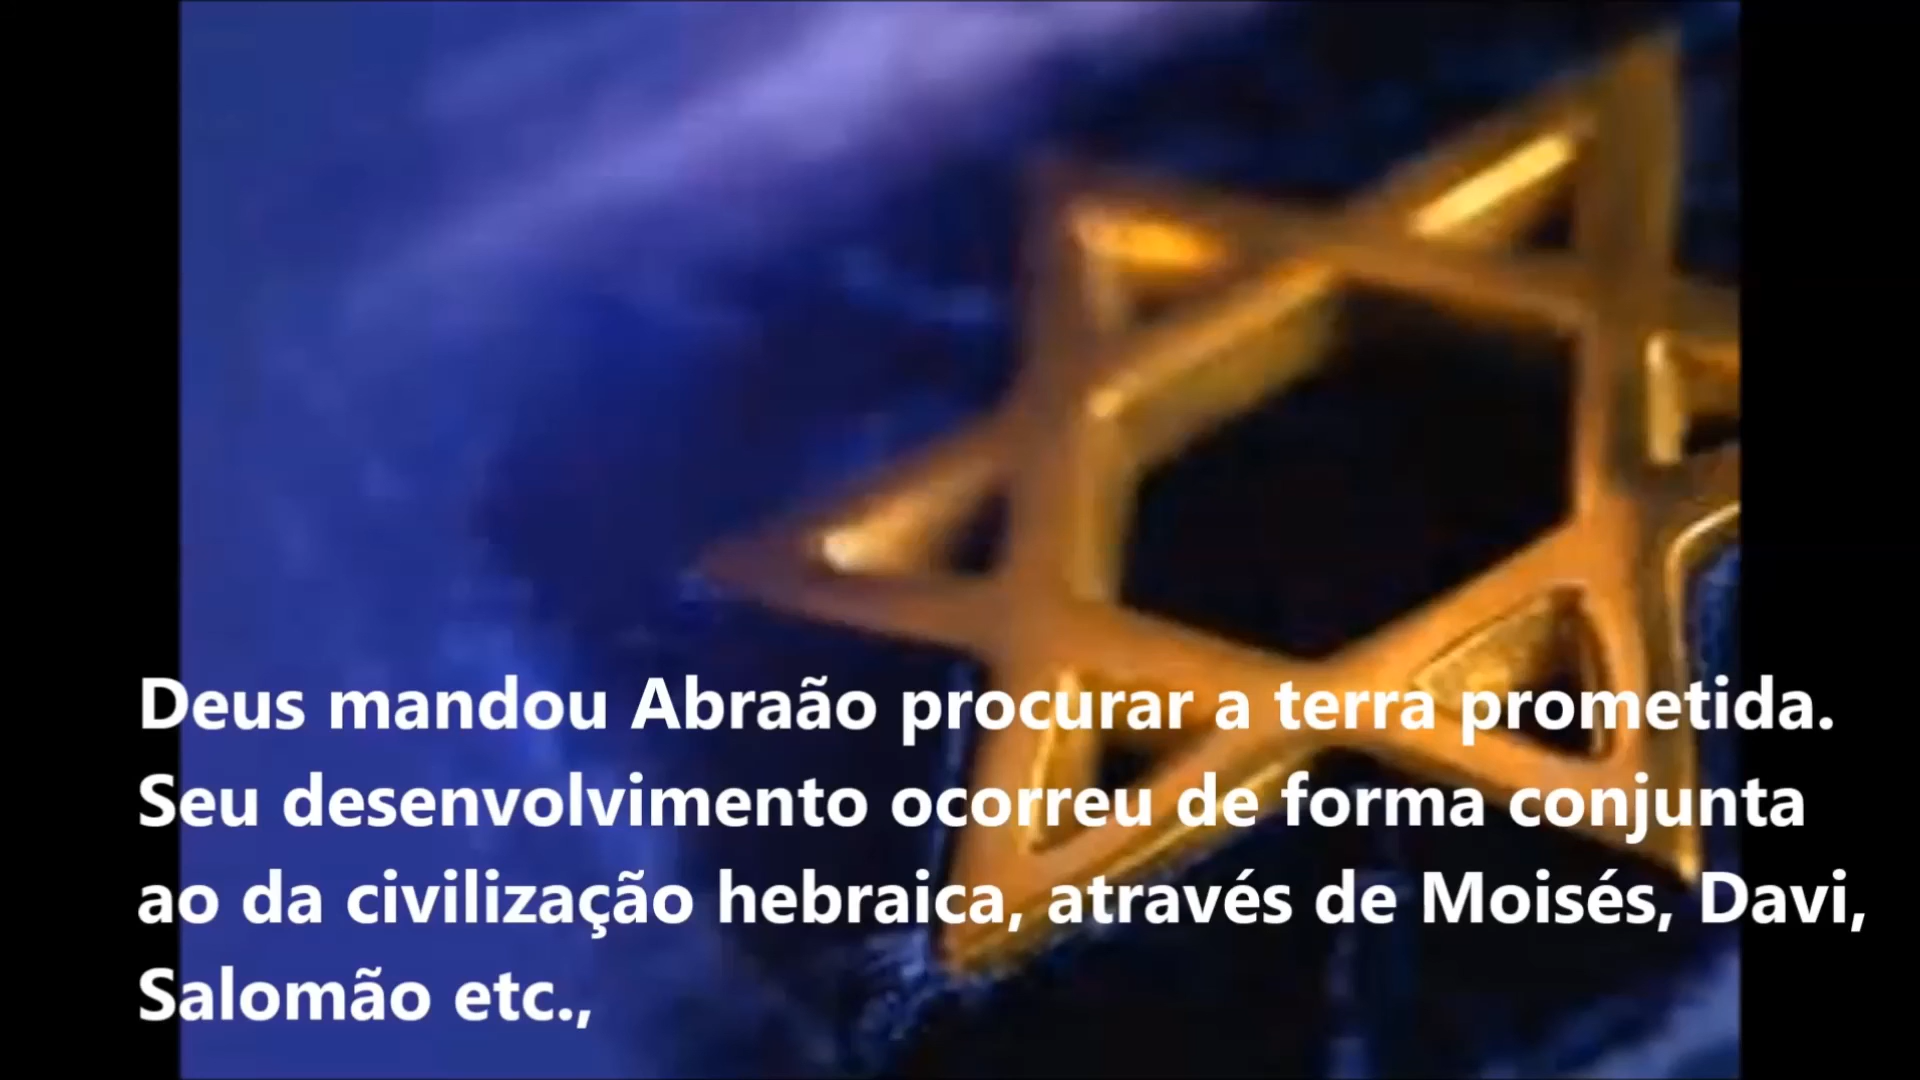 Deus mandou Abraão procurar a terra prometida.
Seu desenvolvimento ocorreu de forma conjunta
ao da civilização hebraica, através de Moisés, Davi,
Salomão etc.,